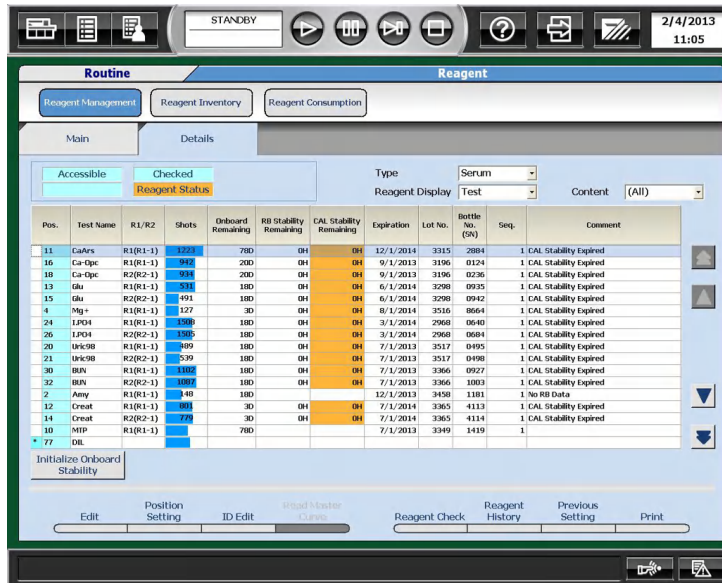 STANDBY
2/4/2013
11:05
Routine
Reagent
Reagent Management
Reagent Inventory
Reagent Consumption
Main
Details
Accessible
Checked
Reagent Status
Type
Serum
Reagent Display
Test
Content
(All)
Pos. Test Name R1/R2 Shots Onboard Remaining RB Stability Remaining CAL Stability Remaining Expiration Lot No. Bottle No. (SN) Seq. Comment
11 CaArs R1(R1-1) 1223 78D 0H 0H 12/1/2014 3315 2884 1 CAL Stability Expired
16 Ca-Opc R1(R1-1) 942 20D 0H 0H 9/1/2013 3196 0124 1 CAL Stability Expired
18 Ca-Opc R2(R2-1) 934 20D 0H 0H 9/1/2013 3196 0236 1 CAL Stability Expired
13 Glu R1(R1-1) 531 18D 0H 0H 6/1/2014 3298 0935 1 CAL Stability Expired
15 Glu R2(R2-1) 491 18D 0H 0H 6/1/2014 3298 0942 1 CAL Stability Expired
4 Mg+ R1(R1-1) 127 3D 0H 0H 8/1/2014 3516 8664 1 CAL Stability Expired
24 I.PO4 R1(R1-1) 1508 18D 0H 0H 3/1/2014 2968 0640 1 CAL Stability Expired
26 I.PO4 R2(R2-1) 1505 18D 0H 0H 3/1/2014 2968 0684 1 CAL Stability Expired
20 Uric98 R1(R1-1) 489 18D 0H 0H 7/1/2013 3517 0495 1 CAL Stability Expired
21 Uric98 R2(R2-1) 539 18D 0H 0H 7/1/2013 3517 0498 1 CAL Stability Expired
30 BUN R1(R1-1) 1102 18D 0H 0H 7/1/2013 3366 0927 1 CAL Stability Expired
32 BUN R2(R2-1) 1087 18D 0H 0H 7/1/2013 3366 1003 1 CAL Stability Expired
2 Amy R1(R1-1) 148 18D 12/1/2013 3458 1181 1 No RB Data
12 Creat R1(R1-1) 801 3D 0H 0H 7/1/2014 3365 4113 1 CAL Stability Expired
14 Creat R2(R2-1) 779 3D 0H 0H 7/1/2014 3365 4114 1 CAL Stability Expired
10 MTP R1(R1-1) 78D 7/1/2013 3349 1419 1
* 77 DIL
Initialize Onboard
Stability
Edit
Position
Setting
ID Edit
Read Master
Curve
Reagent Check
Reagent
History
Previous
Setting
Print